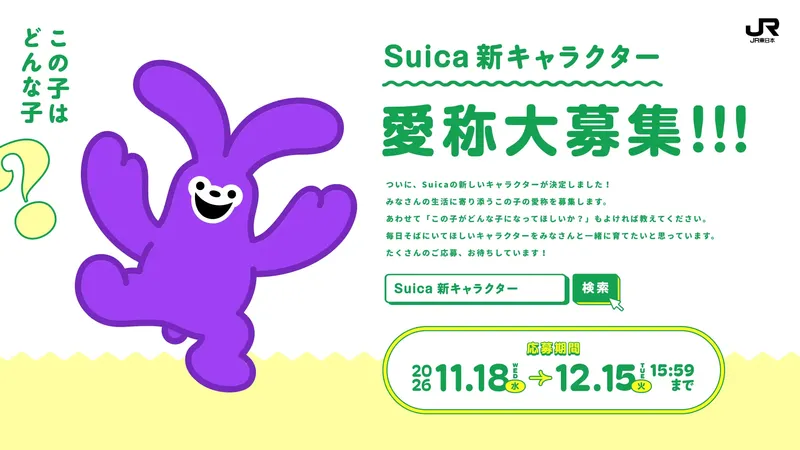 この子は
どんな子
?
JR
JR東日本
Suica 新キャラクター
愛称大募集!!!
ついに、Suicaの新しいキャラクターが決定しました！
みなさんの生活に寄り添うこの子の愛称を募集します。
あわせて「この子がどんな子になってほしいか？」もよければ教えてください。
毎日そばにいてほしいキャラクターをみなさんと一緒に育てたいと思っています。
たくさんのご応募、お待ちしています！
Suica 新キャラクター 検索
応募期間
2026 11.18 WED 水 → 12.15 TUE 火 15:59まで